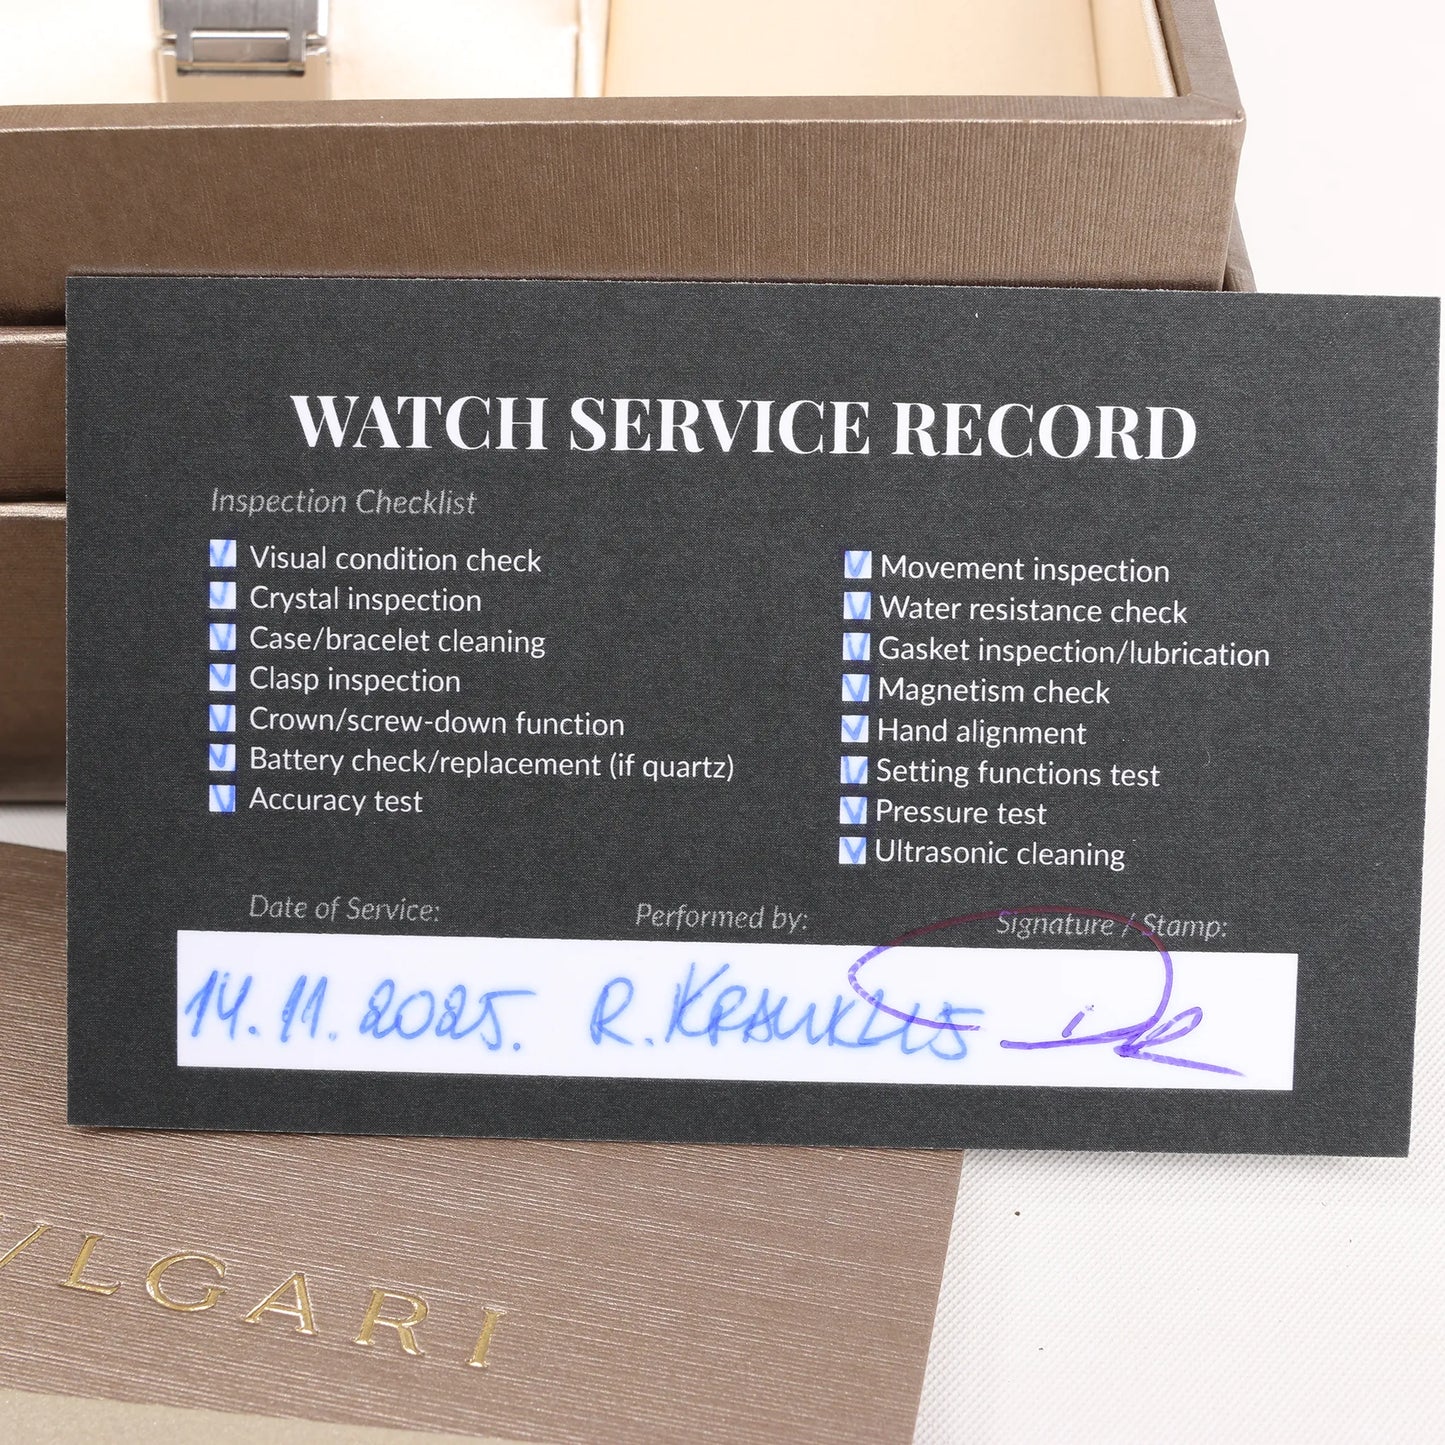 WATCH SERVICE RECORD
Inspection Checklist
Visual condition check
Crystal inspection
Case/bracelet cleaning
Clasp inspection
Crown/screw-down function
Battery check/replacement (if quartz)
Accuracy test
Movement inspection
Water resistance check
Gasket inspection/lubrication
Magnetism check
Hand alignment
Setting functions test
Pressure test
Ultrasonic cleaning
Date of Service: Performed by: Signature / Stamp:
14.11.2025. R. KRAUKLIS
VLGARI